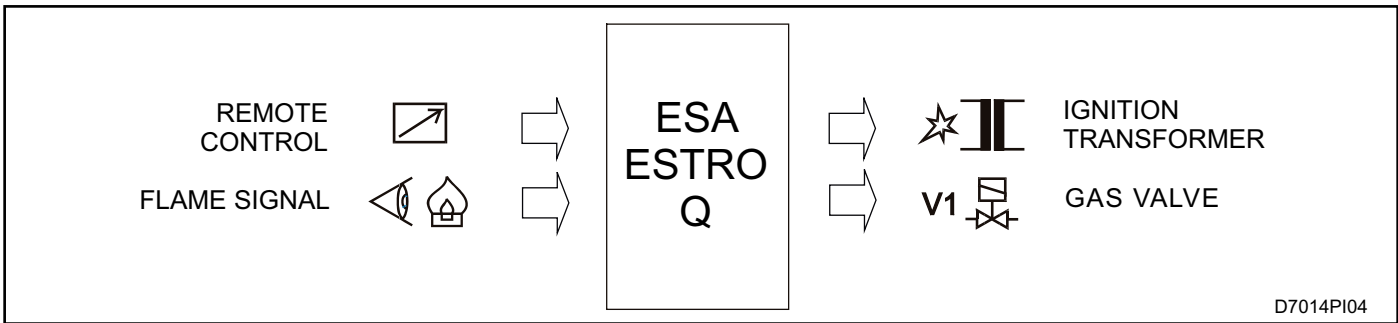 REMOTE
CONTROL
FLAME SIGNAL
ESA
ESTRO
Q
IGNITION
TRANSFORMER
V1
GAS VALVE
D7014PI04